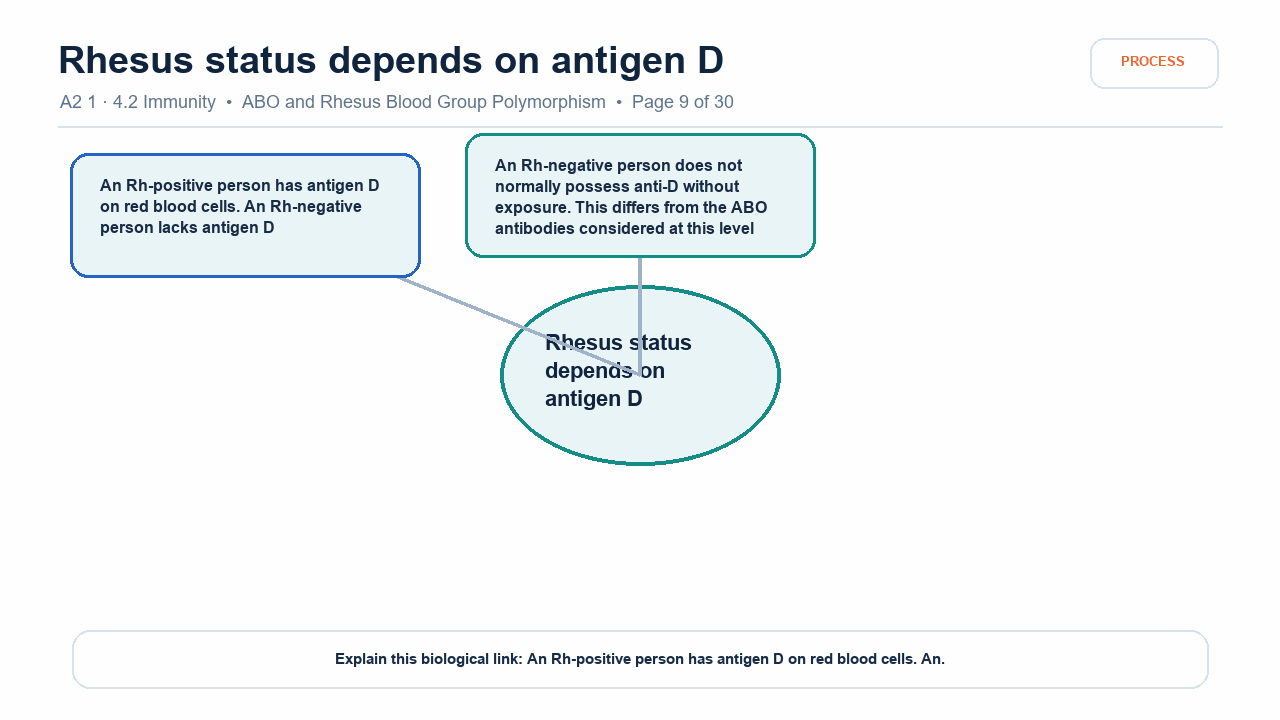 Rhesus status depends on antigen D
PROCESS
A2 1 · 4.2 Immunity • ABO and Rhesus Blood Group Polymorphism • Page 9 of 30
An Rh-positive person has antigen D
on red blood cells. An Rh-negative
person lacks antigen D
An Rh-negative person does not
normally possess anti-D without
exposure. This differs from the ABO
antibodies considered at this level
Rhesus status
depends on
antigen D
Explain this biological link: An Rh-positive person has antigen D on red blood cells. An.